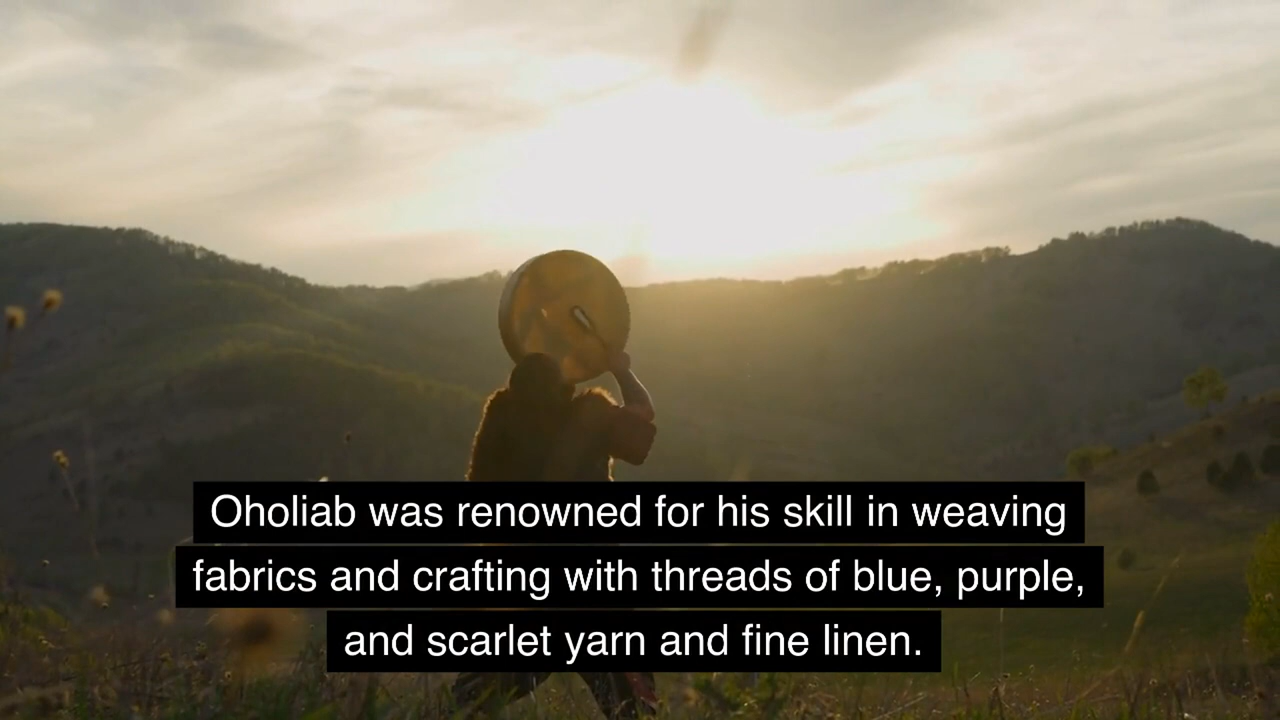 Oholiab was renowned for his skill in weaving
fabrics and crafting with threads of blue, purple,
and scarlet yarn and fine linen.